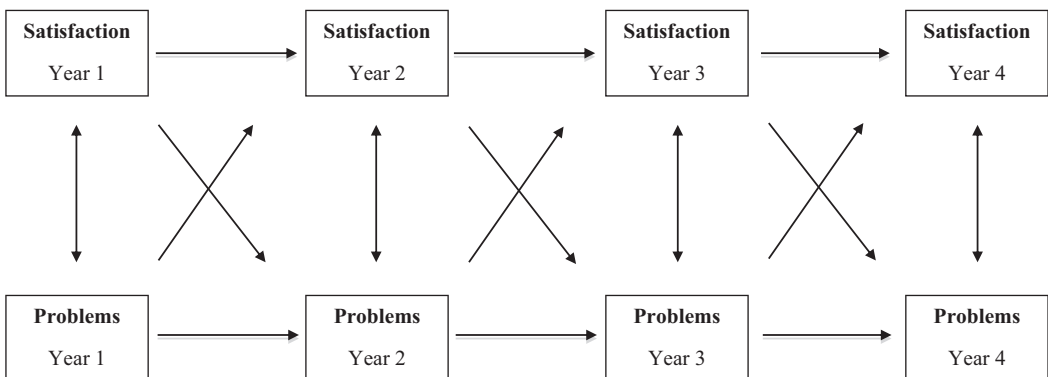 Satisfaction
Year 1
Satisfaction
Year 2
Satisfaction
Year 3
Satisfaction
Year 4
Problems
Year 1
Problems
Year 2
Problems
Year 3
Problems
Year 4